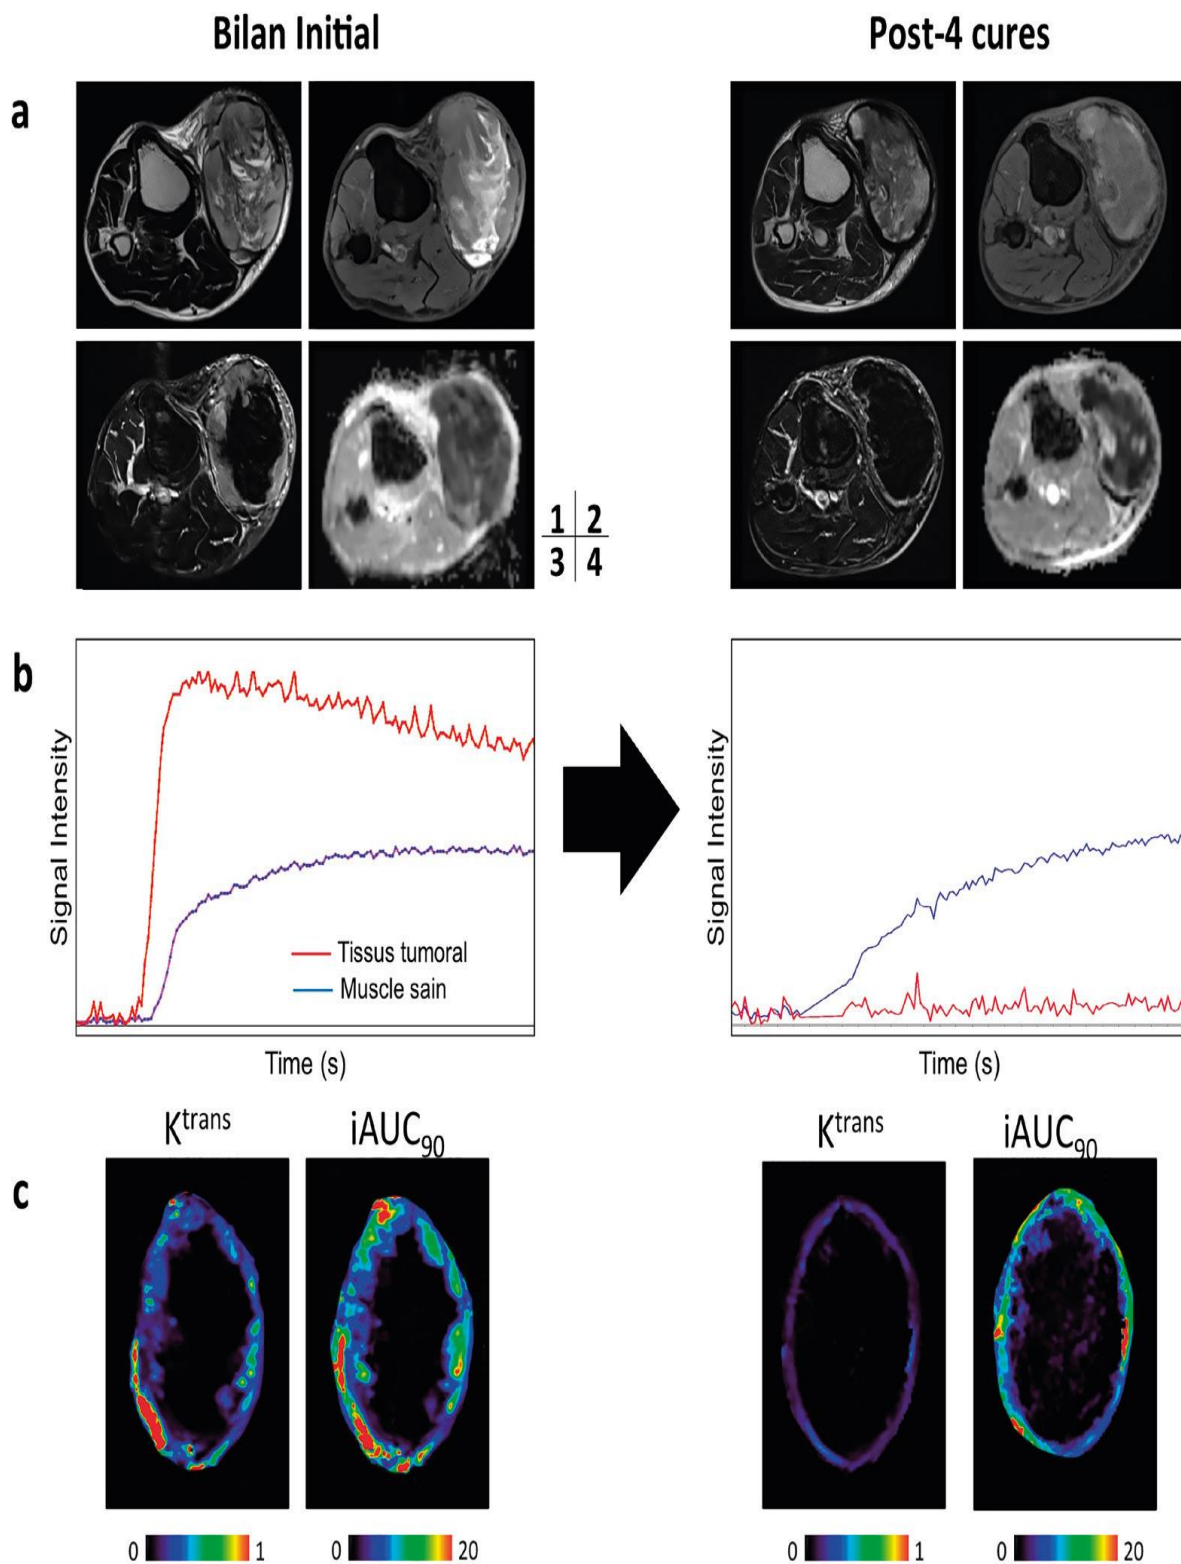 Bilan Initial
Post-4 cures
a
1 2
3 4
b
Signal Intensity
Tissus tumoral
Muscle sain
Time (s)
Signal Intensity
Time (s)
c
Kᵗʳᵃⁿˢ
iAUC₉₀
Kᵗʳᵃⁿˢ
iAUC₉₀
0 1
0 20
0 1
0 20